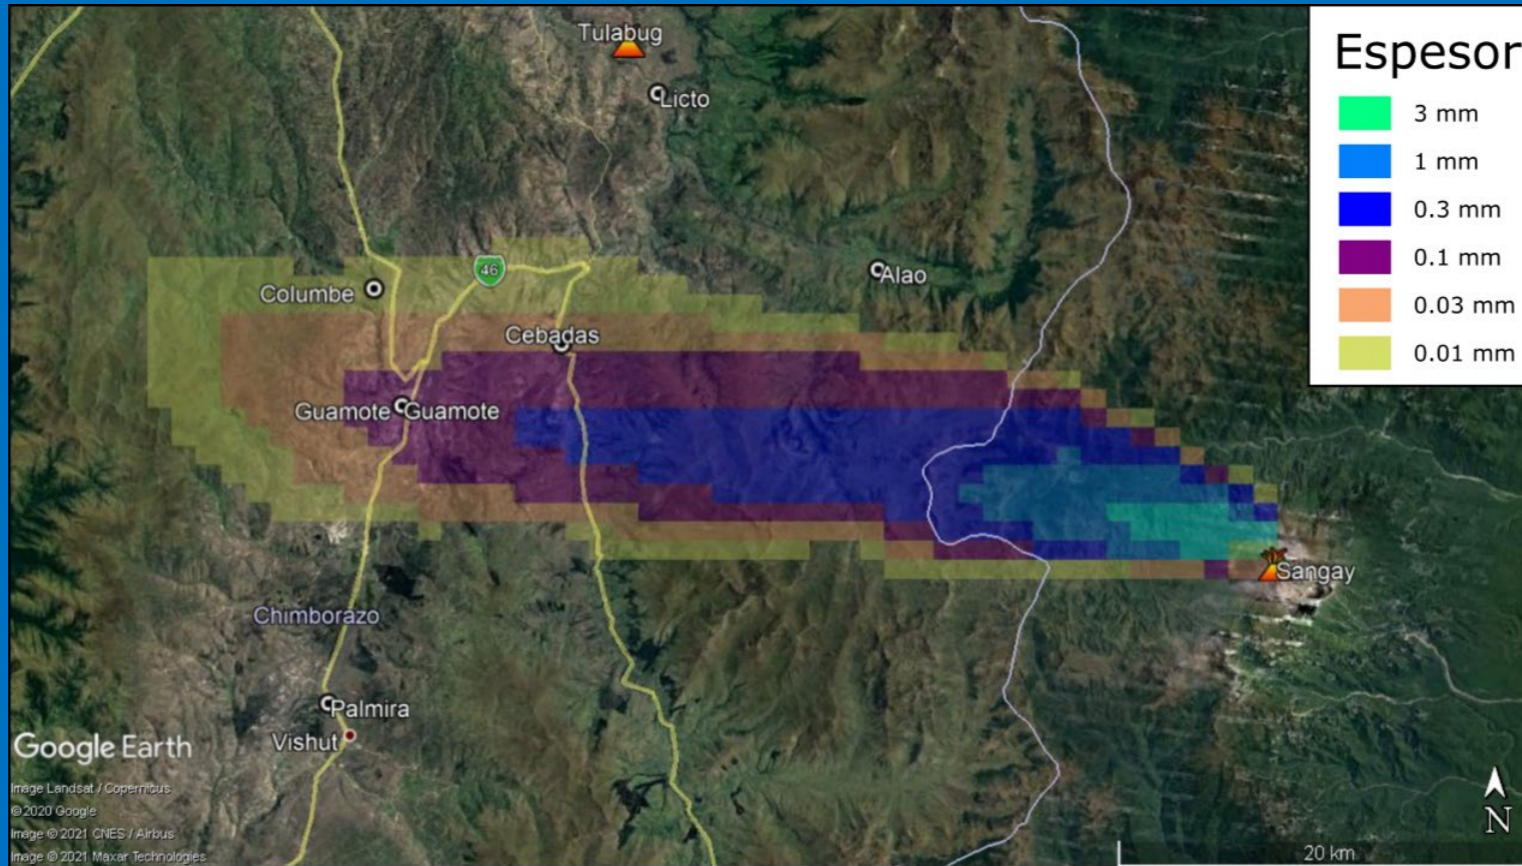 Tulabug
Licto
Espesor
3 mm
1 mm
0.3 mm
0.1 mm
0.03 mm
0.01 mm
46
Alao
Columbe
Cebadas
Guamote
Guamote
Sangay
Chimborazo
Palmira
Vishut
Google Earth
Image Landsat / Copernicus
©2020 Google
Image © 2021 CNES / Airbus
Image © 2021 Maxar Technologies
N
20 km